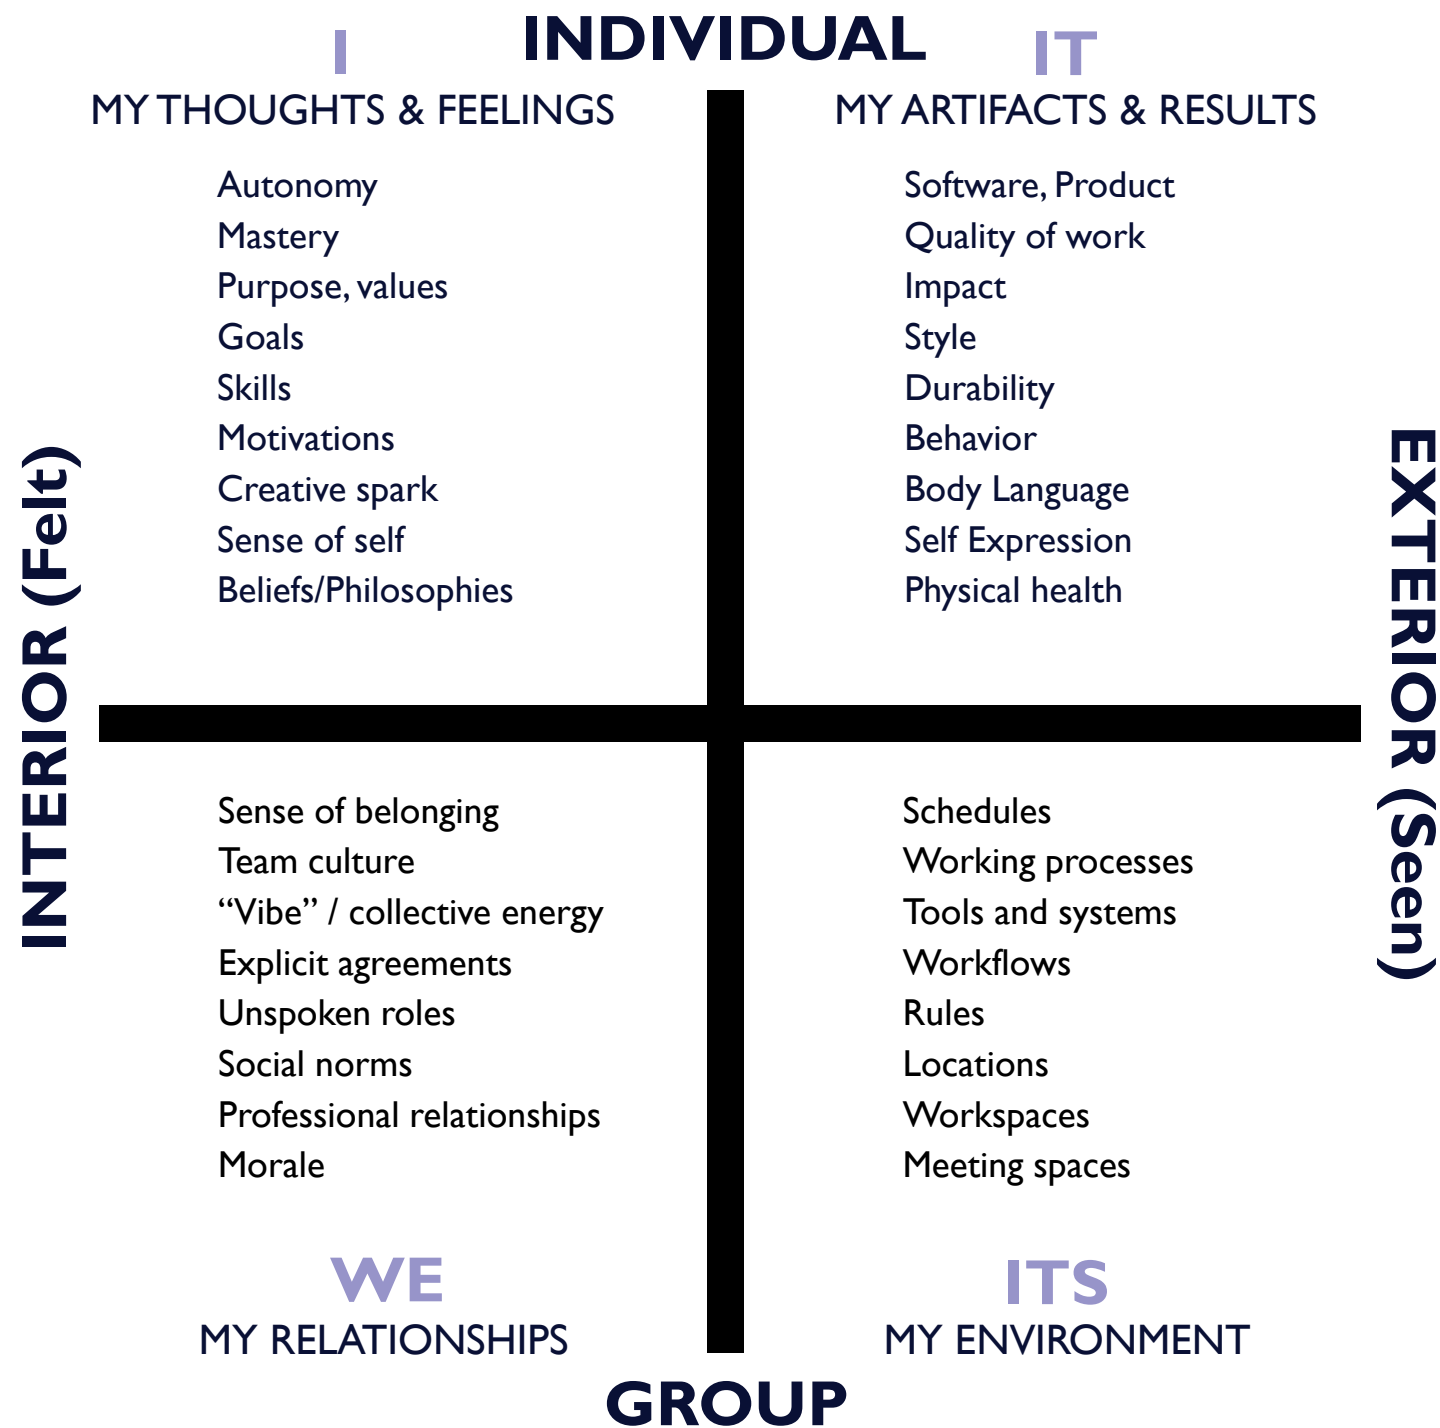 INDIVIDUAL
I
MY THOUGHTS & FEELINGS
Autonomy
Mastery
Purpose, values
Goals
Skills
Motivations
Creative spark
Sense of self
Beliefs/Philosophies
IT
MY ARTIFACTS & RESULTS
Software, Product
Quality of work
Impact
Style
Durability
Behavior
Body Language
Self Expression
Physical health
INTERIOR (Felt)
EXTERIOR (Seen)
Sense of belonging
Team culture
“Vibe” / collective energy
Explicit agreements
Unspoken roles
Social norms
Professional relationships
Morale
WE
MY RELATIONSHIPS
Schedules
Working processes
Tools and systems
Workflows
Rules
Locations
Workspaces
Meeting spaces
ITS
MY ENVIRONMENT
GROUP